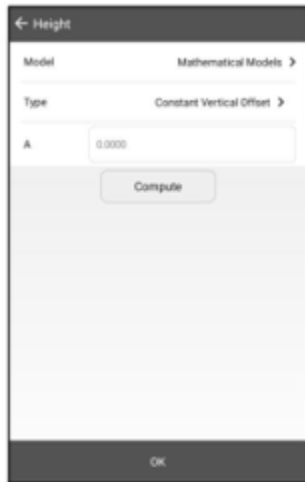 ← Height
Model Mathematical Models >
Type Constant Vertical Offset >
A 0.0000
Compute
OK